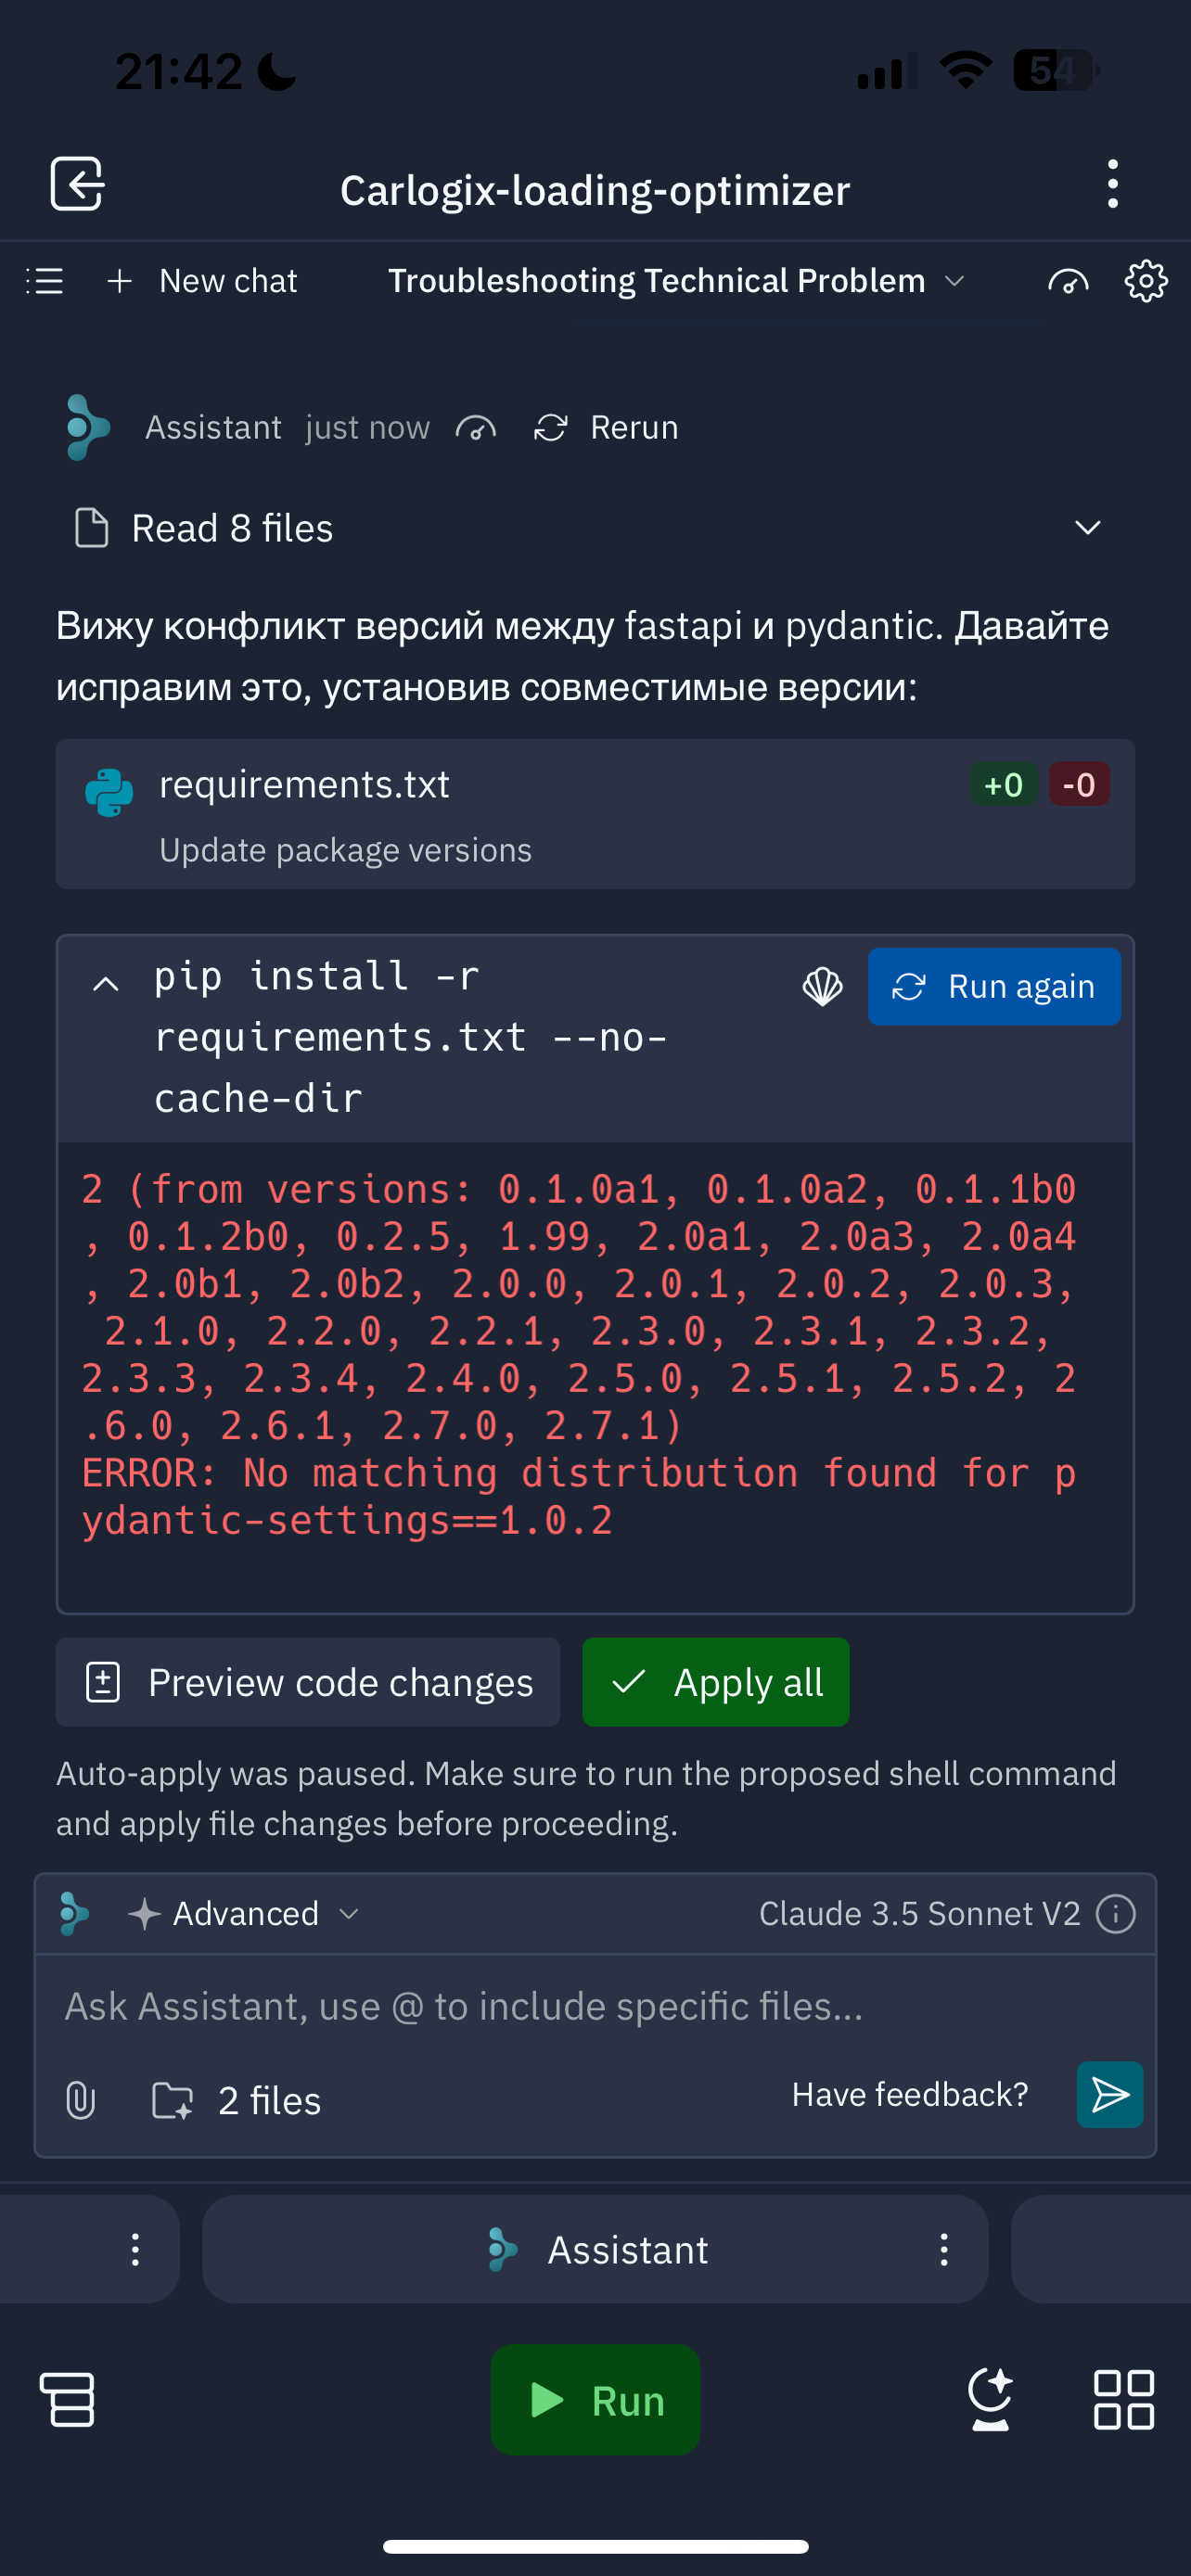 21:42
54
Carlogix-loading-optimizer
New chat
Troubleshooting Technical Problem
Assistant just now Rerun
Read 8 files
Вижу конфликт версий между fastapi и pydantic. Давайте
исправим это, установив совместимые версии:
requirements.txt
+0 -0
Update package versions
pip install -r
requirements.txt --no-
cache-dir
Run again
2 (from versions: 0.1.0a1, 0.1.0a2, 0.1.1b0
, 0.1.2b0, 0.2.5, 1.99, 2.0a1, 2.0a3, 2.0a4
, 2.0b1, 2.0b2, 2.0.0, 2.0.1, 2.0.2, 2.0.3,
2.1.0, 2.2.0, 2.2.1, 2.3.0, 2.3.1, 2.3.2,
2.3.3, 2.3.4, 2.4.0, 2.5.0, 2.5.1, 2.5.2, 2
.6.0, 2.6.1, 2.7.0, 2.7.1)
ERROR: No matching distribution found for p
ydantic-settings==1.0.2
Preview code changes
Apply all
Auto-apply was paused. Make sure to run the proposed shell command
and apply file changes before proceeding.
Advanced
Claude 3.5 Sonnet V2
Ask Assistant, use @ to include specific files...
2 files
Have feedback?
Assistant
Run